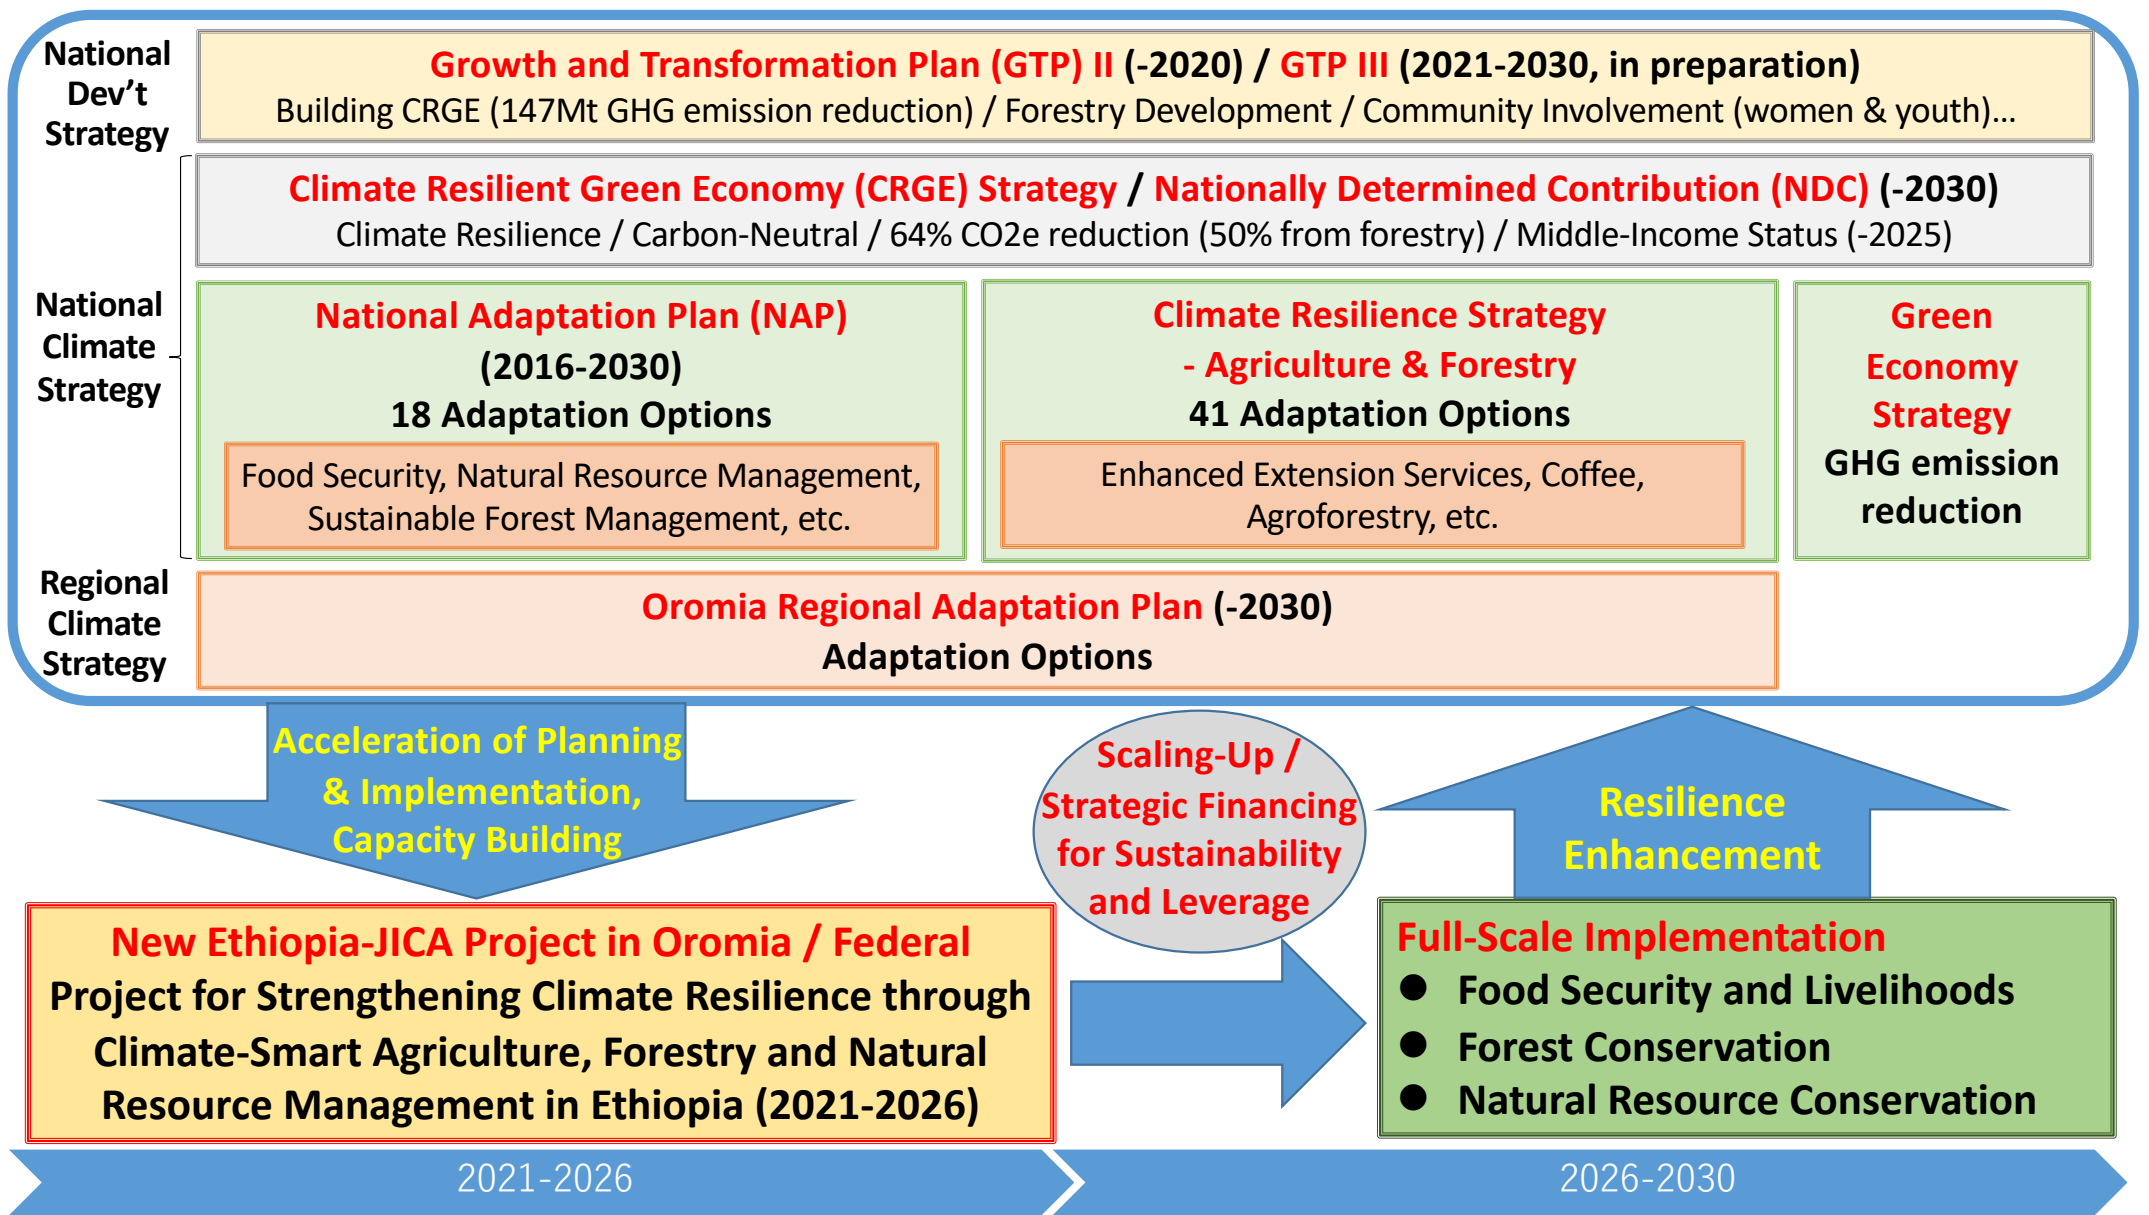 National
Dev’t
Strategy
Growth and Transformation Plan (GTP) II (-2020) / GTP III (2021-2030, in preparation)
Building CRGE (147Mt GHG emission reduction) / Forestry Development / Community Involvement (women & youth)...
Climate Resilient Green Economy (CRGE) Strategy / Nationally Determined Contribution (NDC) (-2030)
Climate Resilience / Carbon-Neutral / 64% CO2e reduction (50% from forestry) / Middle-Income Status (-2025)
National
Climate
Strategy
National Adaptation Plan (NAP)
(2016-2030)
18 Adaptation Options
Food Security, Natural Resource Management,
Sustainable Forest Management, etc.
Climate Resilience Strategy
- Agriculture & Forestry
41 Adaptation Options
Enhanced Extension Services, Coffee,
Agroforestry, etc.
Green
Economy
Strategy
GHG emission
reduction
Regional
Climate
Strategy
Oromia Regional Adaptation Plan (-2030)
Adaptation Options
Acceleration of Planning
& Implementation,
Capacity Building
Scaling-Up /
Strategic Financing
for Sustainability
and Leverage
Resilience
Enhancement
New Ethiopia-JICA Project in Oromia / Federal
Project for Strengthening Climate Resilience through
Climate-Smart Agriculture, Forestry and Natural
Resource Management in Ethiopia (2021-2026)
Full-Scale Implementation
● Food Security and Livelihoods
● Forest Conservation
● Natural Resource Conservation
2021-2026
2026-2030